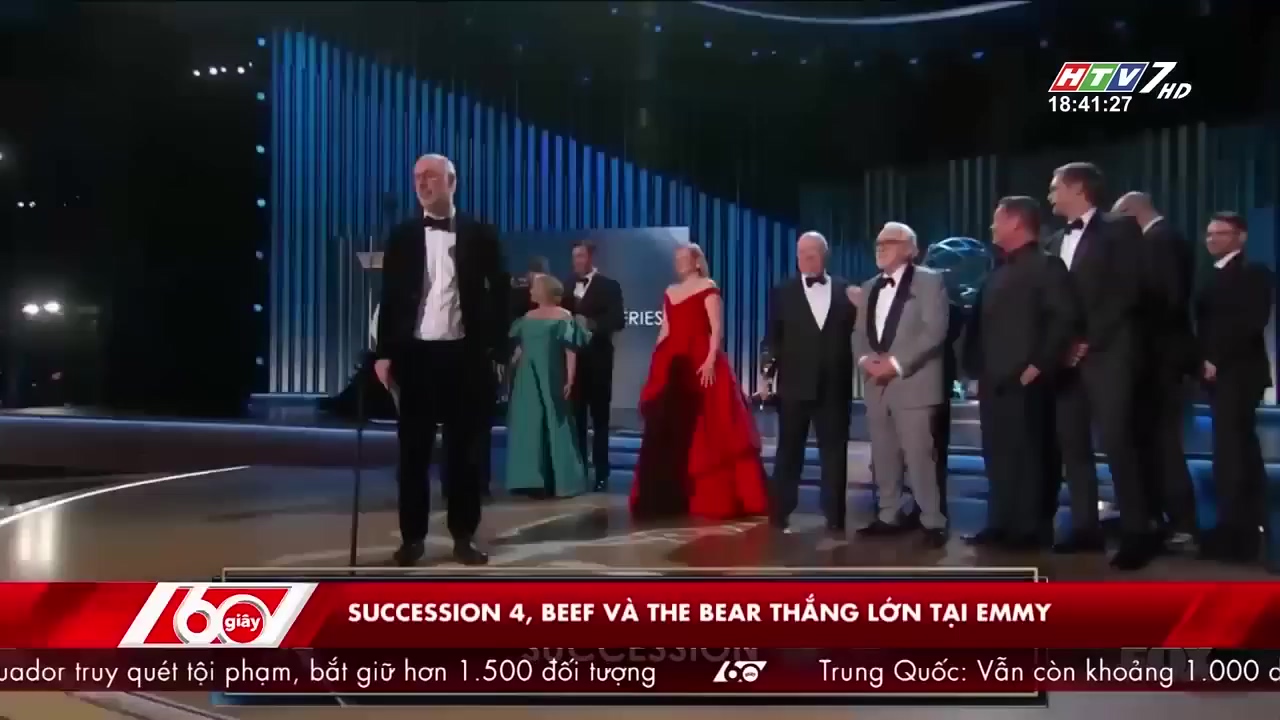 HTV7 HD
18:41:27
ERIES
60 giây
SUCCESSION 4, BEEF VÀ THE BEAR THẮNG LỚN TẠI EMMY
SUCCESSION
uador truy quét tội phạm, bắt giữ hơn 1.500 đối tượng 60 Trung Quốc: Vẫn còn khoảng 1.000 c